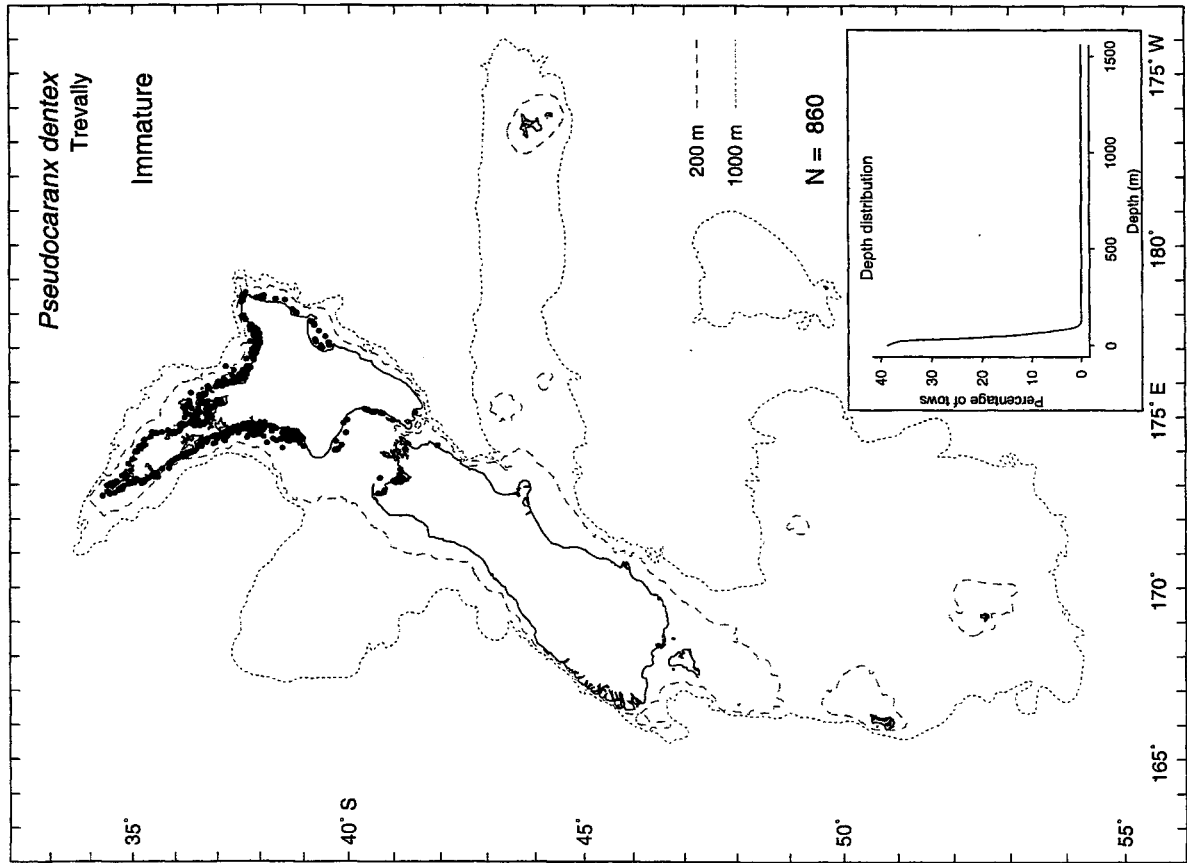 Pseudocaranx dentex
Trevally
Immature
35°
40° S
45°
50°
55°
165°
170°
175° E
180°
175° W
200 m
1000 m
N = 860
Depth distribution
Percentage of tows
40
30
20
10
0
0
500
1000
1500
Depth (m)